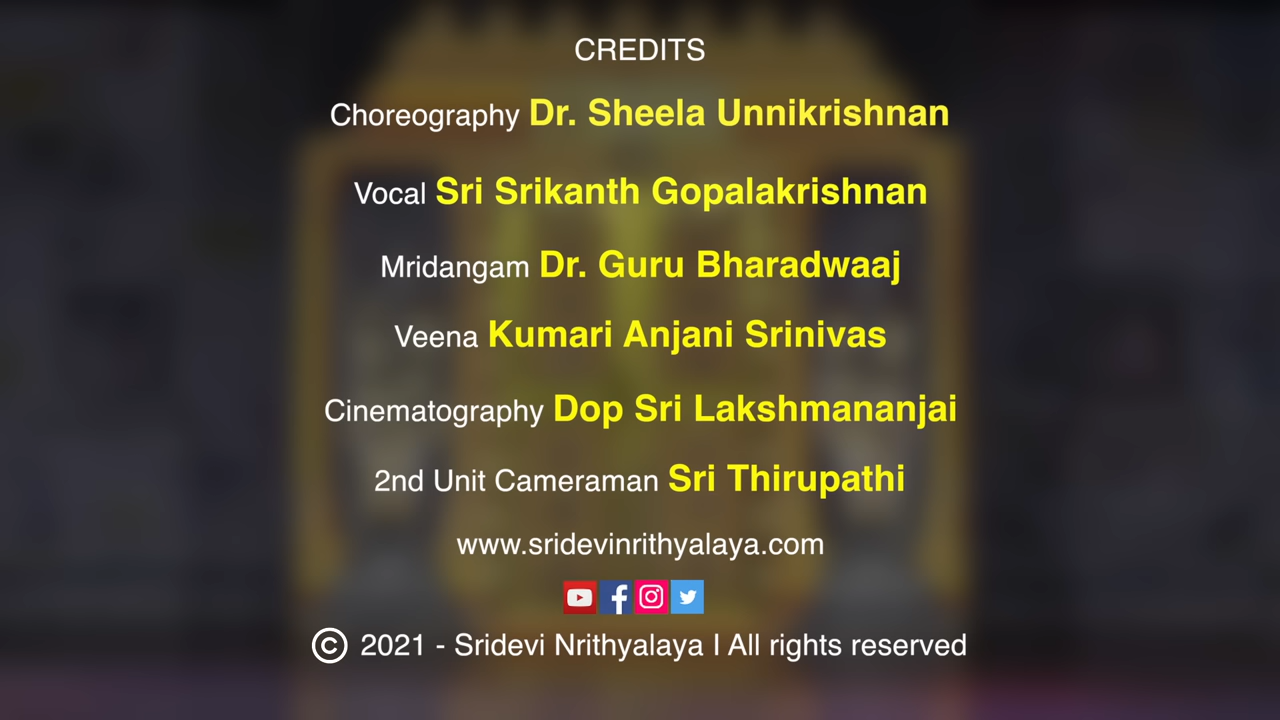 CREDITS
Choreography Dr. Sheela Unnikrishnan
Vocal Sri Srikanth Gopalakrishnan
Mridangam Dr. Guru Bharadwaaj
Veena Kumari Anjani Srinivas
Cinematography Dop Sri Lakshmananjai
2nd Unit Cameraman Sri Thirupathi
www.sridevinrithyalaya.com
© 2021 - Sridevi Nrithyalaya I All rights reserved